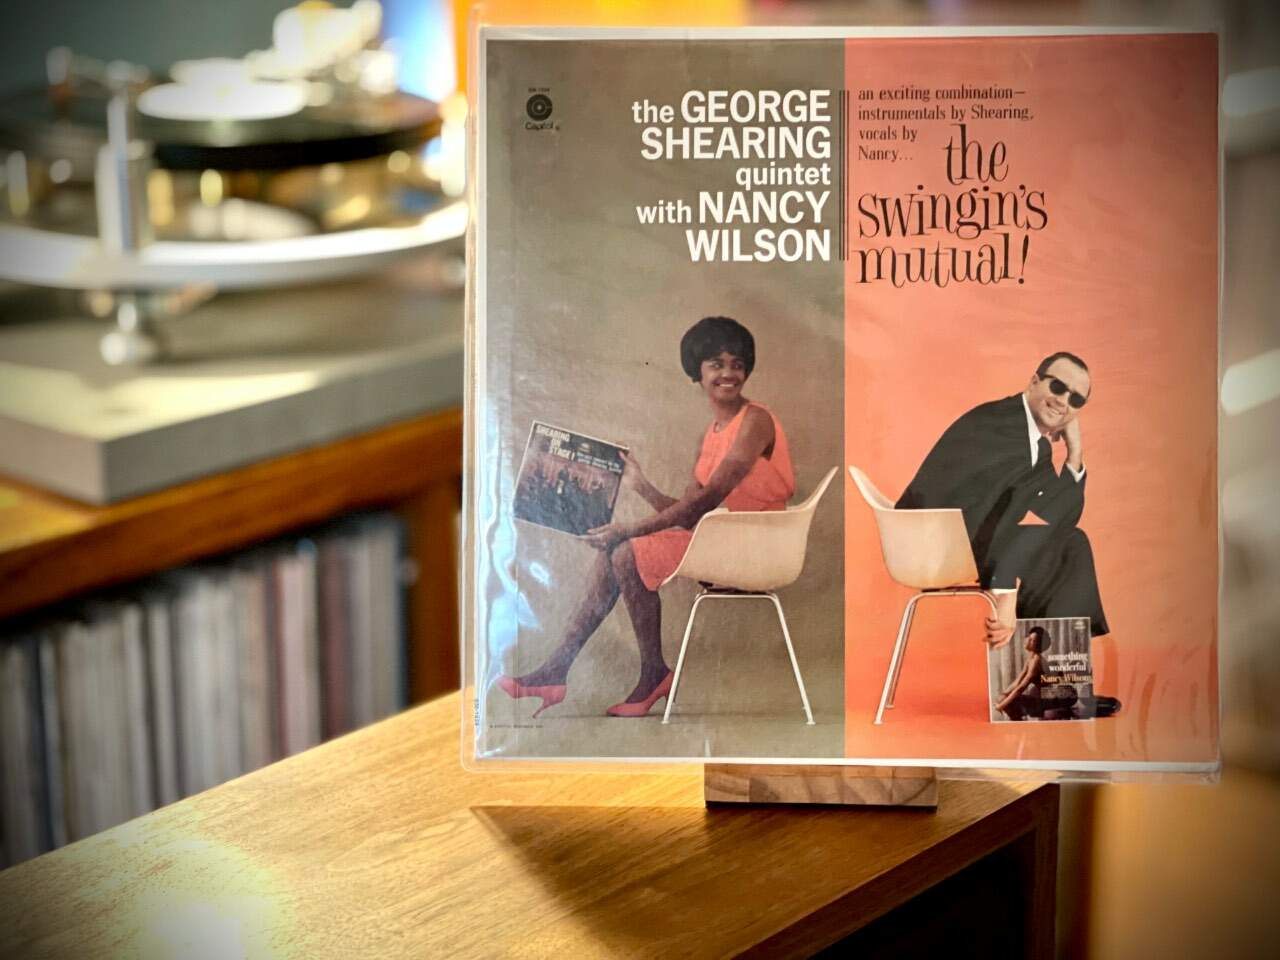 Capitol
the GEORGE
SHEARING
quintet
with NANCY
WILSON
an exciting combination—
instrumentals by Shearing,
vocals by
Nancy...
the
swingin's
mutual!
SHEARING
ON
STAGE!
something
wonderful
Nancy Wilson